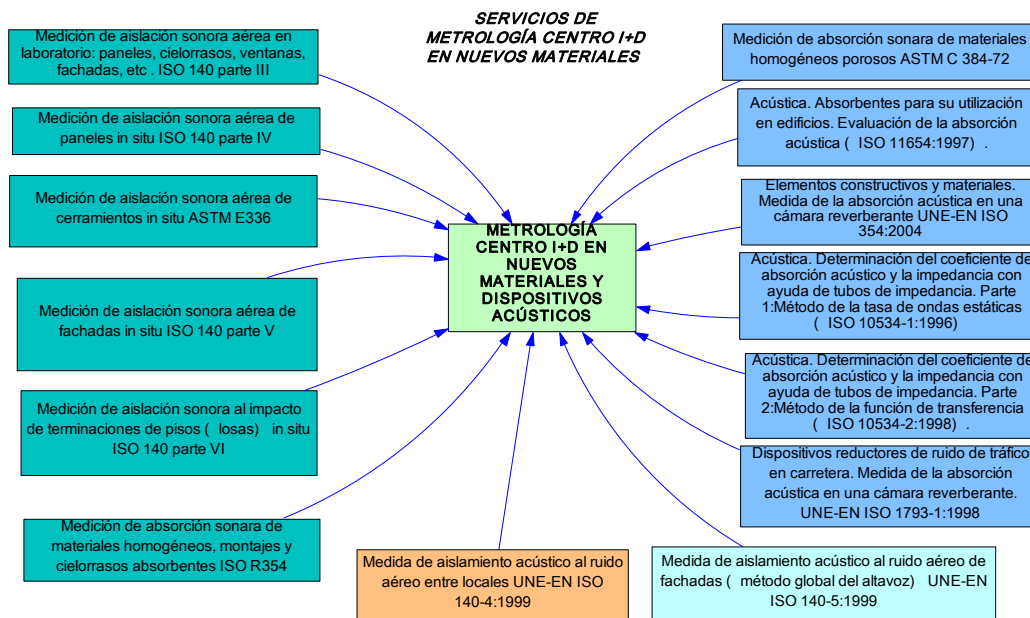 SERVICIOS DE
METROLOGÍA CENTRO I+D
EN NUEVOS MATERIALES
Medición de aislación sonora aérea en
laboratorio: paneles, cielorrasos, ventanas,
fachadas, etc . ISO 140 parte III
Medición de aislación sonora aérea de
paneles in situ ISO 140 parte IV
Medición de aislación sonora aérea de
cerramientos in situ ASTM E336
Medición de aislación sonora aérea de
fachadas in situ ISO 140 parte V
Medición de aislación sonora al impacto
de terminaciones de pisos ( losas) in situ
ISO 140 parte VI
Medición de absorción sonara de
materiales homogéneos, montajes y
cielorrasos absorbentes ISO R354
METROLOGÍA
CENTRO I+D EN
NUEVOS
MATERIALES Y
DISPOSITIVOS
ACÚSTICOS
Medida de aislamiento acústico al ruido
aéreo entre locales UNE-EN ISO
140-4:1999
Medida de aislamiento acústico al ruido aéreo de
fachadas ( método global del altavoz) UNE-EN
ISO 140-5:1999
Medición de absorción sonara de materiales
homogéneos porosos ASTM C 384-72
Acústica. Absorbentes para su utilización
en edificios. Evaluación de la absorción
acústica ( ISO 11654:1997) .
Elementos constructivos y materiales.
Medida de la absorción acústica en una
cámara reverberante UNE-EN ISO
354:2004
Acústica. Determinación del coeficiente de
absorción acústico y la impedancia con
ayuda de tubos de impedancia. Parte
1:Método de la tasa de ondas estáticas
( ISO 10534-1:1996)
Acústica. Determinación del coeficiente de
absorción acústico y la impedancia con
ayuda de tubos de impedancia. Parte
2:Método de la función de transferencia
( ISO 10534-2:1998) .
Dispositivos reductores de ruido de tráfico
en carretera. Medida de la absorción
acústica en una cámara reverberante.
UNE-EN ISO 1793-1:1998